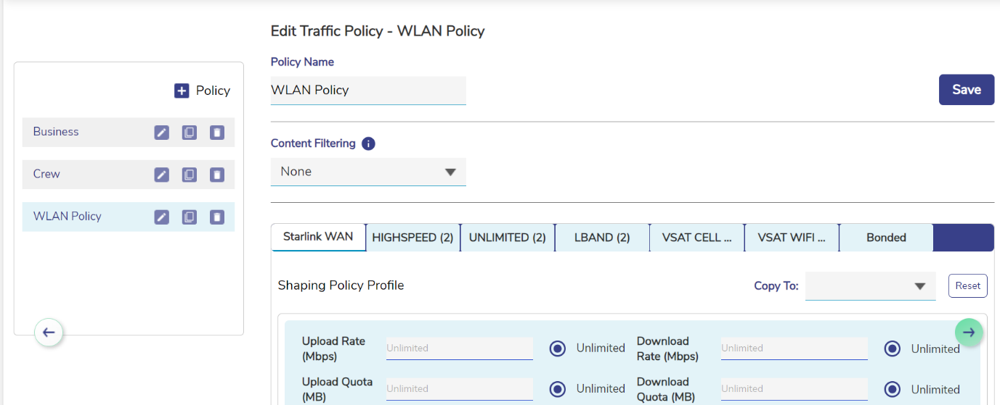 Edit Traffic Policy - WLAN Policy
Policy Name
WLAN Policy
Save
Policy
Business
Crew
WLAN Policy
Content Filtering i
None
Starlink WAN HIGHSPEED (2) UNLIMITED (2) LBAND (2) VSAT CELL ... VSAT WIFI ... Bonded
Shaping Policy Profile Copy To: Reset
Upload Rate
(Mbps)
Unlimited
Unlimited
Download
Rate (Mbps)
Unlimited
Unlimited
Upload Quota
(MB)
Unlimited
Unlimited
Download
Quota (MB)
Unlimited
Unlimited